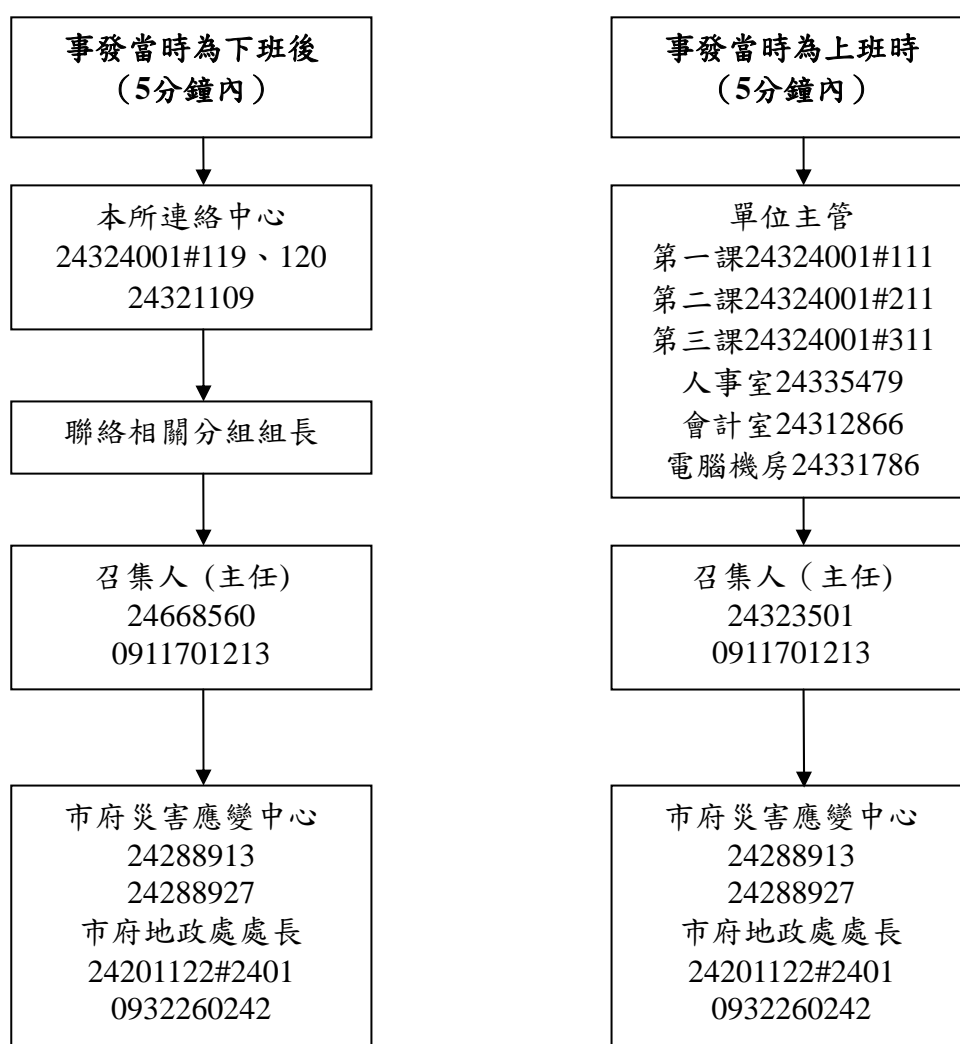 事發當時為下班後
（5分鐘內）
本所連絡中心
24324001#119、120
24321109
聯絡相關分組組長
召集人 (主任)
24668560
0911701213
市府災害應變中心
24288913
24288927
市府地政處處長
24201122#2401
0932260242
事發當時為上班時
（5分鐘內）
單位主管
第一課24324001#111
第二課24324001#211
第三課24324001#311
人事室24335479
會計室24312866
電腦機房24331786
召集人（主任)
24323501
0911701213
市府災害應變中心
24288913
24288927
市府地政處處長
24201122#2401
0932260242